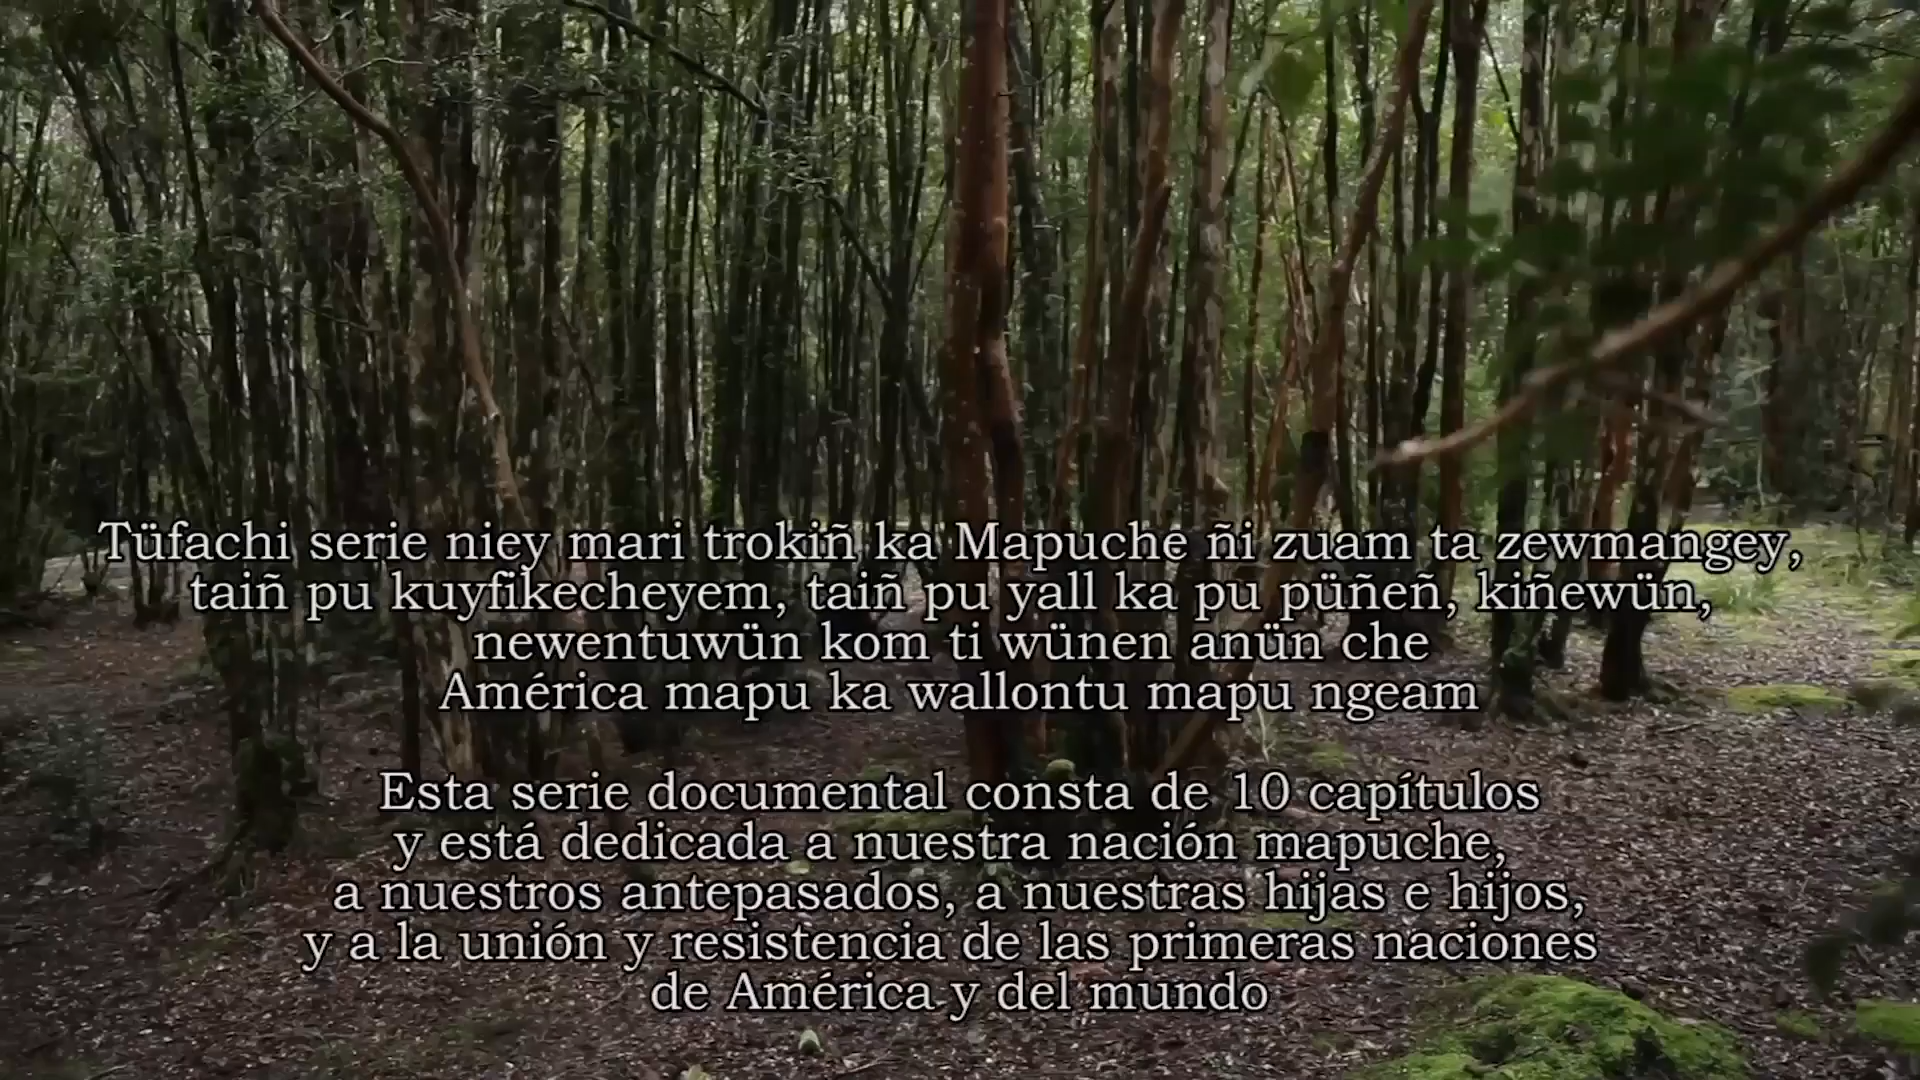 Tüfachi serie niey mari trokiñ ka Mapuche ñi zuam ta zewmangey,
taiñ pu kuyfikecheyem, taiñ pu yall ka pu püñeñ, kiñewün,
newentuwün kom ti wünen anün che
América mapu ka wallontu mapu ngeam
Esta serie documental consta de 10 capítulos
y está dedicada a nuestra nación mapuche,
a nuestros antepasados, a nuestras hijas e hijos,
y a la unión y resistencia de las primeras naciones
de América y del mundo